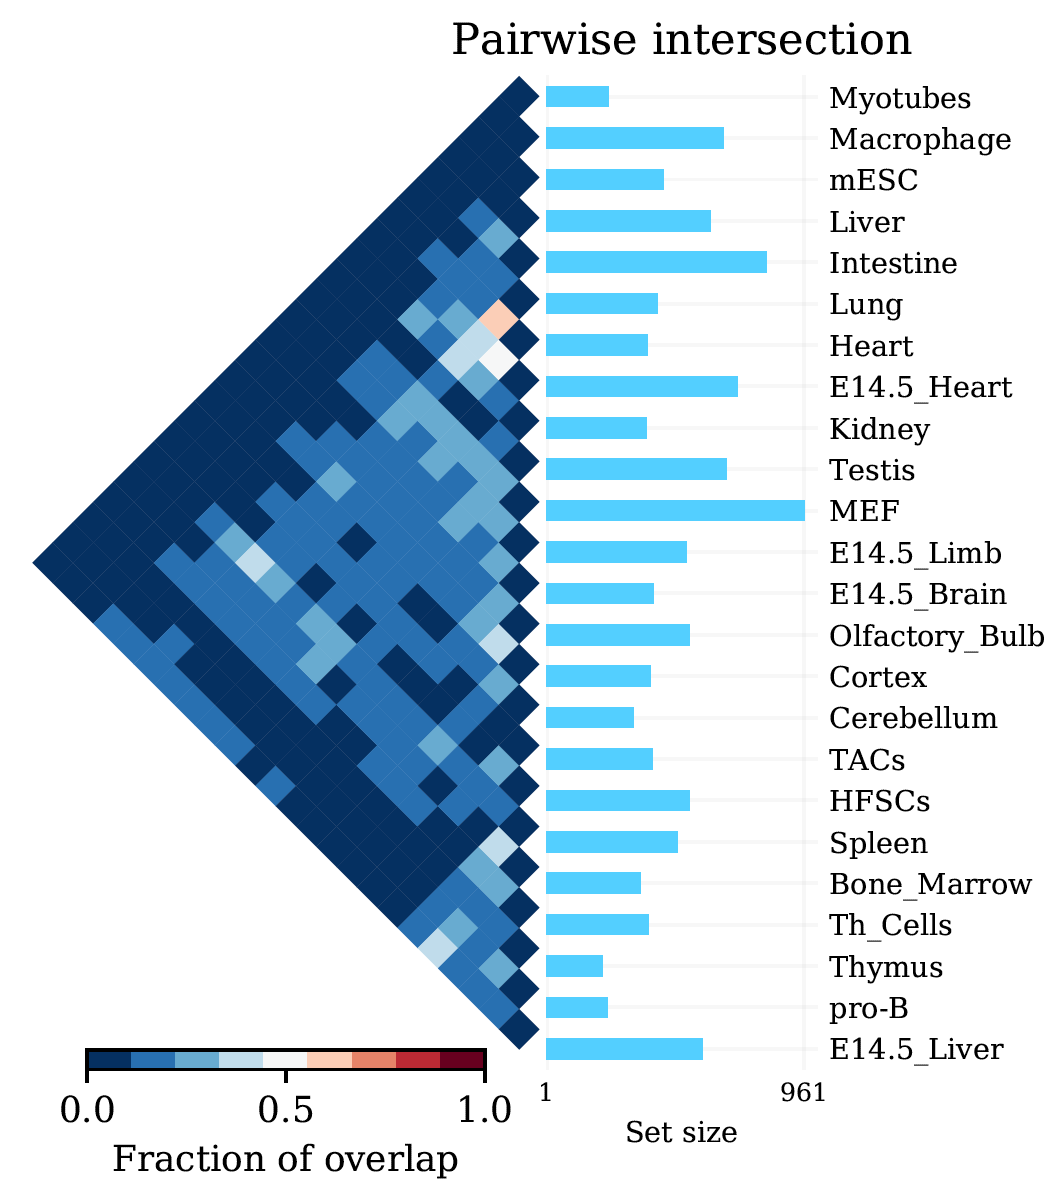 Pairwise intersection
Myotubes
Macrophage
mESC
Liver
Intestine
Lung
Heart
E14.5_Heart
Kidney
Testis
MEF
E14.5_Limb
E14.5_Brain
Olfactory_Bulb
Cortex
Cerebellum
TACs
HFSCs
Spleen
Bone_Marrow
Th_Cells
Thymus
pro-B
E14.5_Liver
1 961
Set size
0.0 0.5 1.0
Fraction of overlap